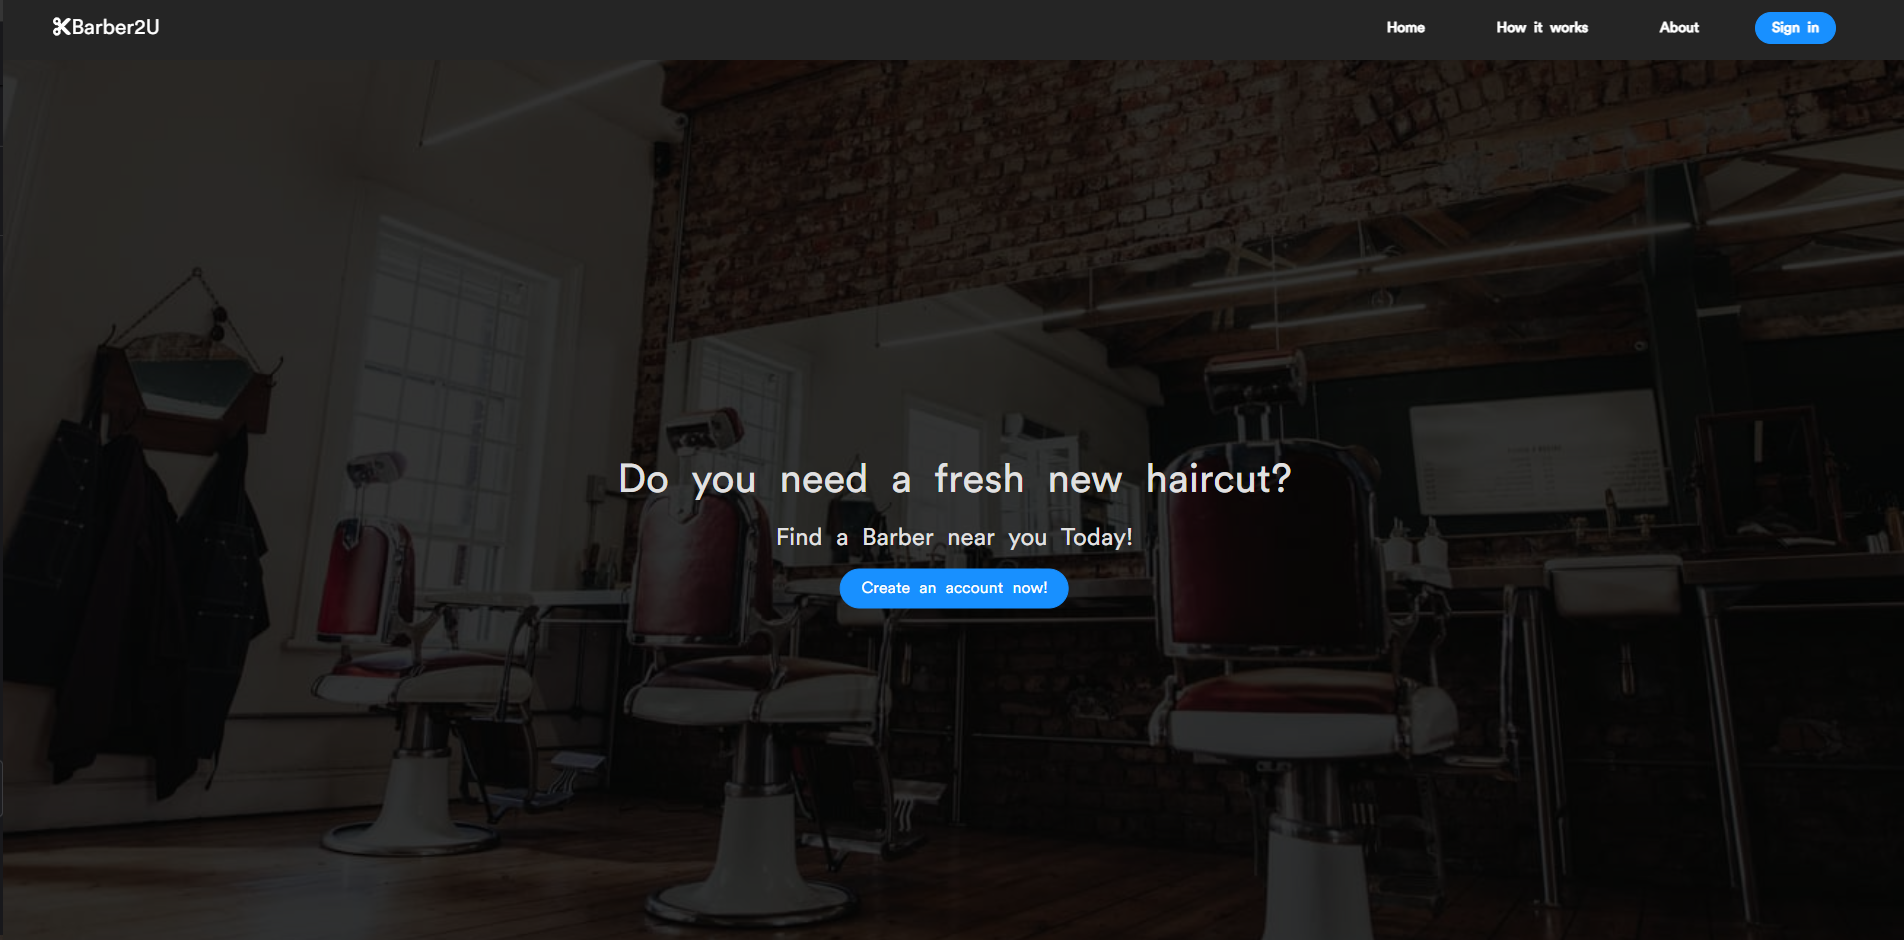 Barber2U
Home
How it works
About
Sign in
Do you need a fresh new haircut?
Find a Barber near you Today!
Create an account now!